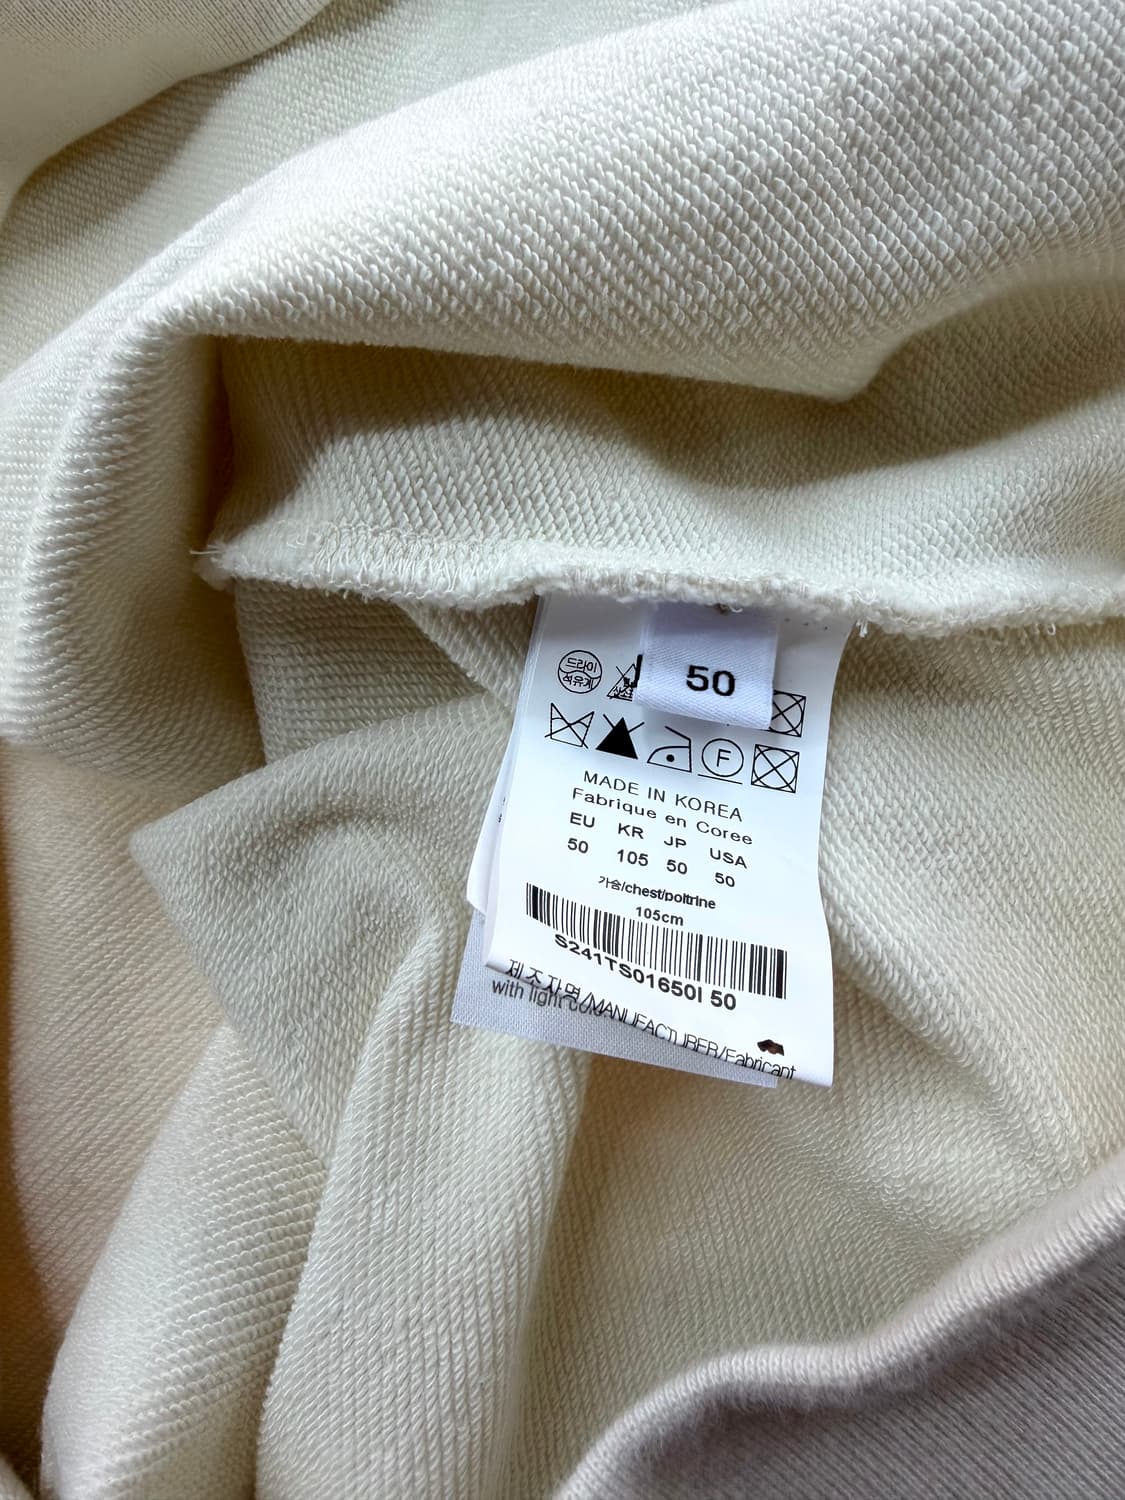 50
드라이
석유계
F
MADE IN KOREA
Fabrique en Coree
EU KR JP USA
50 105 50 50
가슴/chest/poitrine
105cm
S241TS01650I 50
제조자명/MANUFACTURER/Fabricant
with light